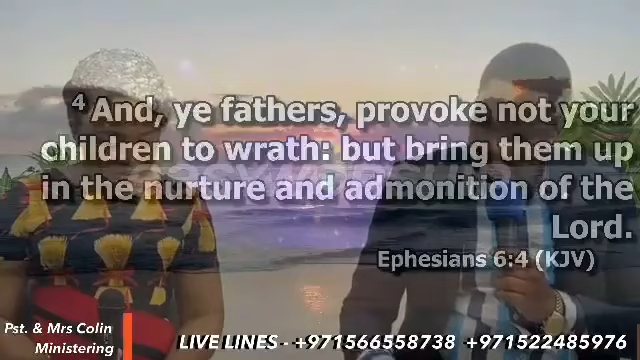 4 And, ye fathers, provoke not your
children to wrath: but bring them up
in the nurture and admonition of the
Lord.
Ephesians 6:4 (KJV)
Pst. & Mrs Colin
Ministering
LIVE LINES - +971566558738 +971522485976